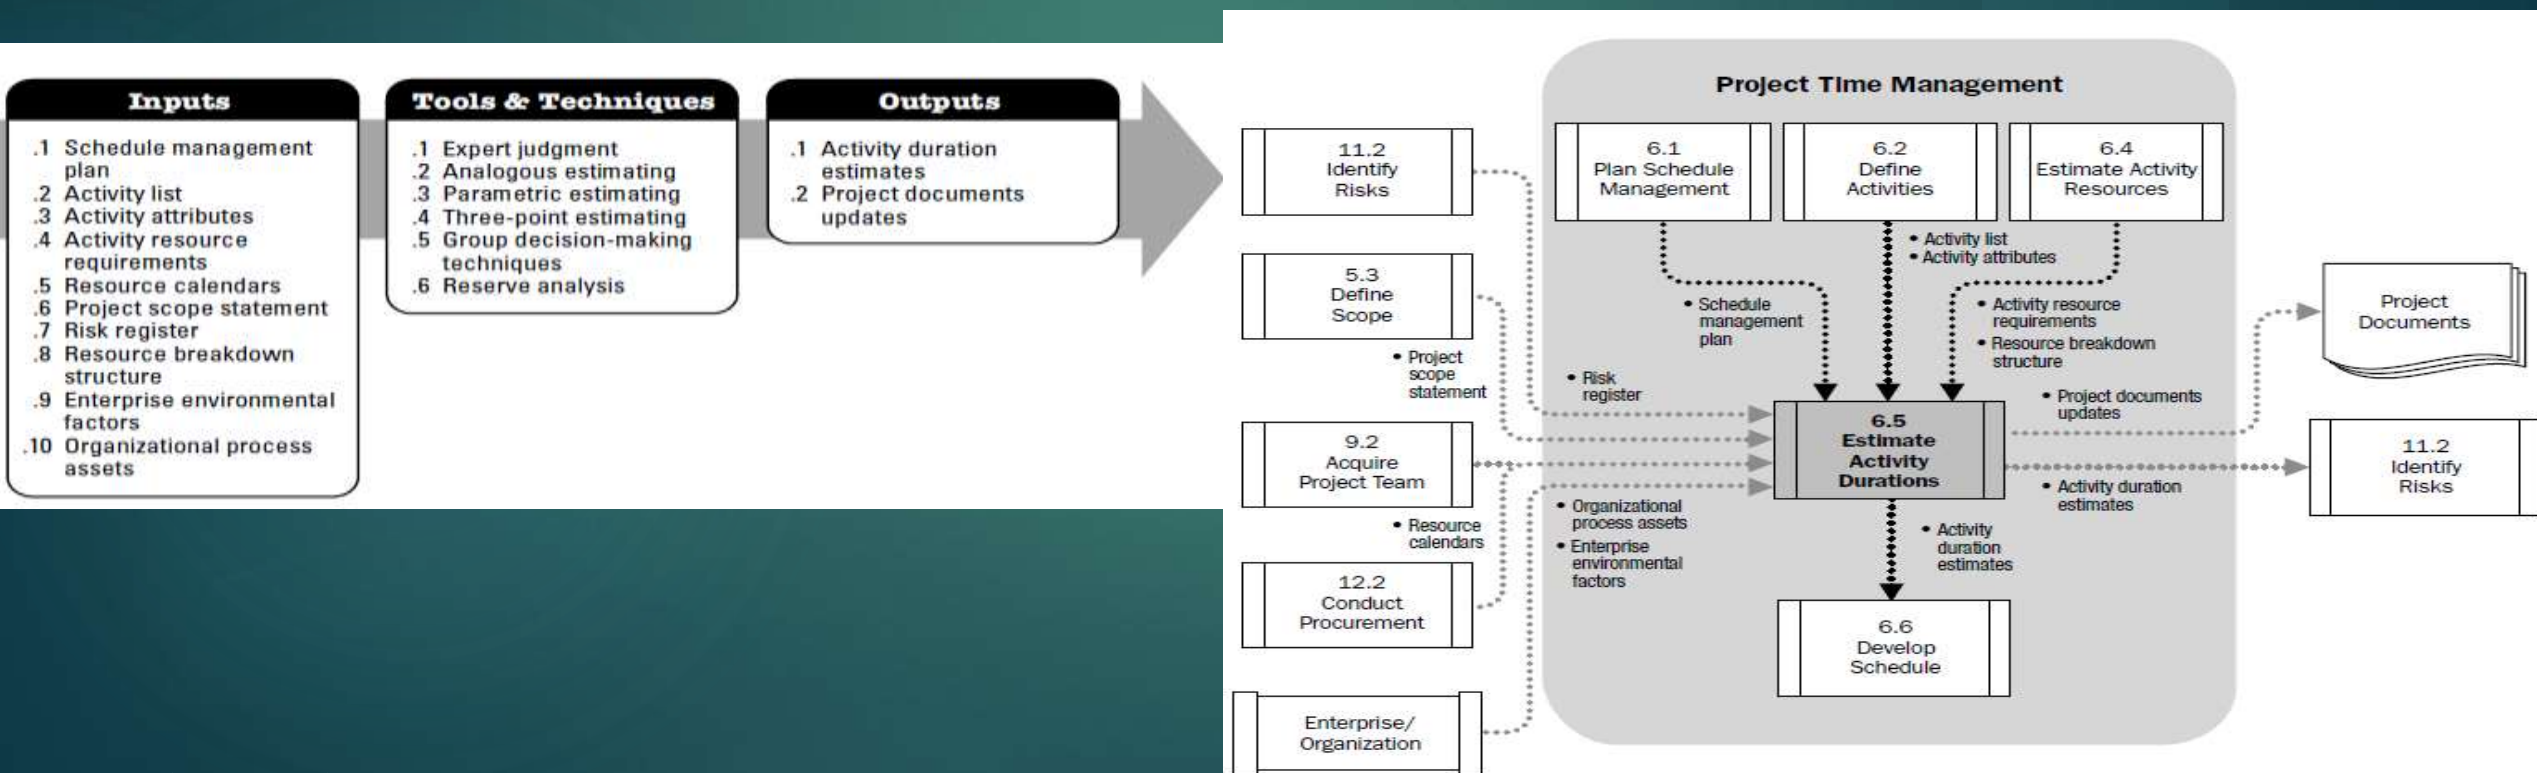 Inputs
.1 Schedule management
plan
.2 Activity list
.3 Activity attributes
.4 Activity resource
requirements
.5 Resource calendars
.6 Project scope statement
.7 Risk register
.8 Resource breakdown
structure
.9 Enterprise environmental
factors
.10 Organizational process
assets
Tools & Techniques
.1 Expert judgment
.2 Analogous estimating
.3 Parametric estimating
.4 Three-point estimating
.5 Group decision-making
techniques
.6 Reserve analysis
Outputs
.1 Activity duration
estimates
.2 Project documents
updates
Project Time Management
11.2
Identify
Risks
5.3
Define
Scope
• Project
scope
statement
9.2
Acquire
Project Team
• Resource
calendars
12.2
Conduct
Procurement
Enterprise/
Organization
6.1
Plan Schedule
Management
6.2
Define
Activities
6.4
Estimate Activity
Resources
• Activity list
• Activity attributes
• Schedule
management
plan
• Activity resource
requirements
• Resource breakdown
structure
• Risk
register
6.5
Estimate
Activity
Durations
• Project documents
updates
• Organizational
process assets
• Enterprise
environmental
factors
• Activity duration
estimates
• Activity
duration
estimates
6.6
Develop
Schedule
Project
Documents
11.2
Identify
Risks